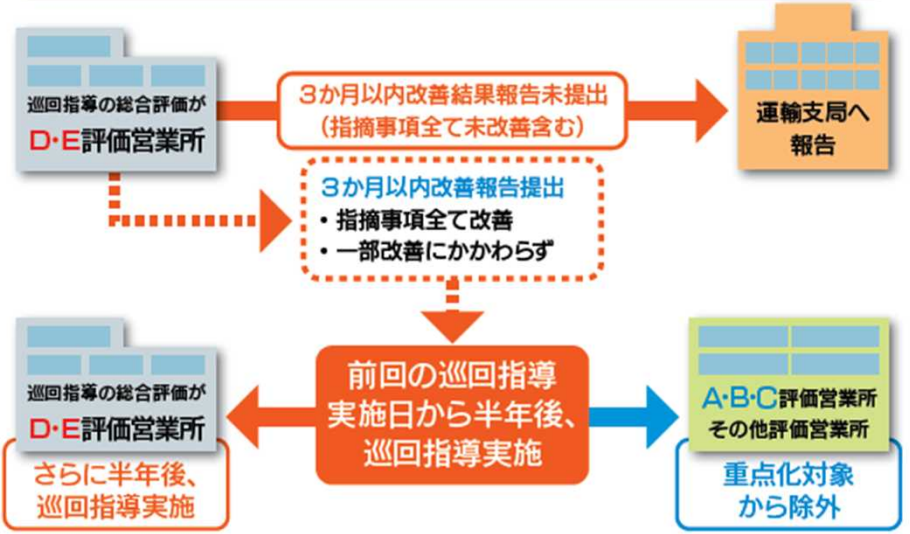 巡回指導の総合評価が
D・E評価営業所
3か月以内改善結果報告未提出
(指摘事項全て未改善含む)
運輸支局へ
報告
3か月以内改善報告提出
・指摘事項全て改善
・一部改善にかかわらず
巡回指導の総合評価が
D・E評価営業所
さらに半年後、
巡回指導実施
前回の巡回指導
実施日から半年後、
巡回指導実施
A・B・C評価営業所
その他評価営業所
重点化対象
から除外